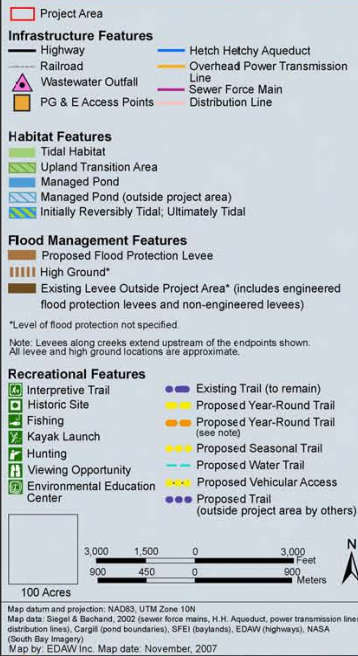 Project Area
Infrastructure Features
Highway
Railroad
Wastewater Outfall
PG & E Access Points
Hetch Hetchy Aqueduct
Overhead Power Transmission
Line
Sewer Force Main
Distribution Line
Habitat Features
Tidal Habitat
Upland Transition Area
Managed Pond
Managed Pond (outside project area)
Initially Reversibly Tidal; Ultimately Tidal
Flood Management Features
Proposed Flood Protection Levee
High Ground*
Existing Levee Outside Project Area* (includes engineered
flood protection levees and non-engineered levees)
*Level of flood protection not specified.
Note: Levees along creeks extend upstream of the endpoints shown.
All levee and high ground locations are approximate.
Recreational Features
Interpretive Trail
Historic Site
Fishing
Kayak Launch
Hunting
Viewing Opportunity
Environmental Education
Center
Existing Trail (to remain)
Proposed Year-Round Trail
Proposed Year-Round Trail
(see note)
Proposed Seasonal Trail
Proposed Water Trail
Proposed Vehicular Access
Proposed Trail
(outside project area by others)
100 Acres
3,000 1,500 0 3,000
Feet
900 450 0 900
Meters
N
Map datum and projection: NAD83, UTM Zone 10N
Map data: Siegel & Bachand, 2002 (sewer force mains, H.H. Aqueduct, power transmission lines
distribution lines), Cargill (pond boundaries), SFEI (baylands), EDAW (highways), NASA
(South Bay Imagery)
Map by: EDAW Inc. Map date: November, 2007